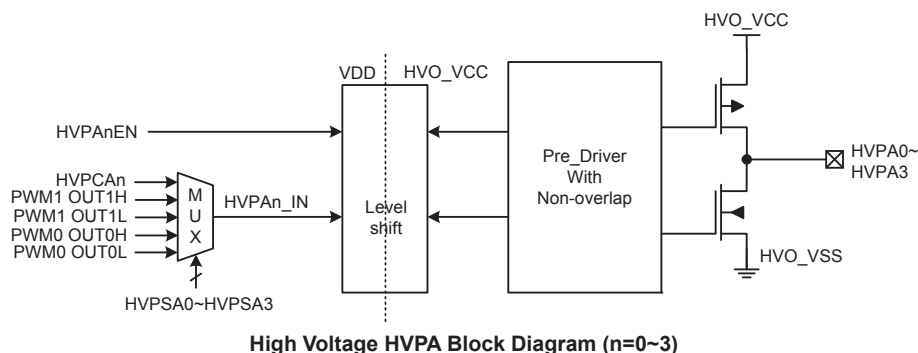 HVO_VCC
VDD
HVO_VCC
HVPAnEN
Pre_Driver
With
Non-overlap
HVPA0~
HVPA3
HVPCAn
PWM1 OUT1H
PWM1 OUT1L
PWM0 OUT0H
PWM0 OUT0L
M
U
X
HVPAn_IN
Level
shift
HVO_VSS
HVPSA0~HVPSA3
High Voltage HVPA Block Diagram (n=0~3)